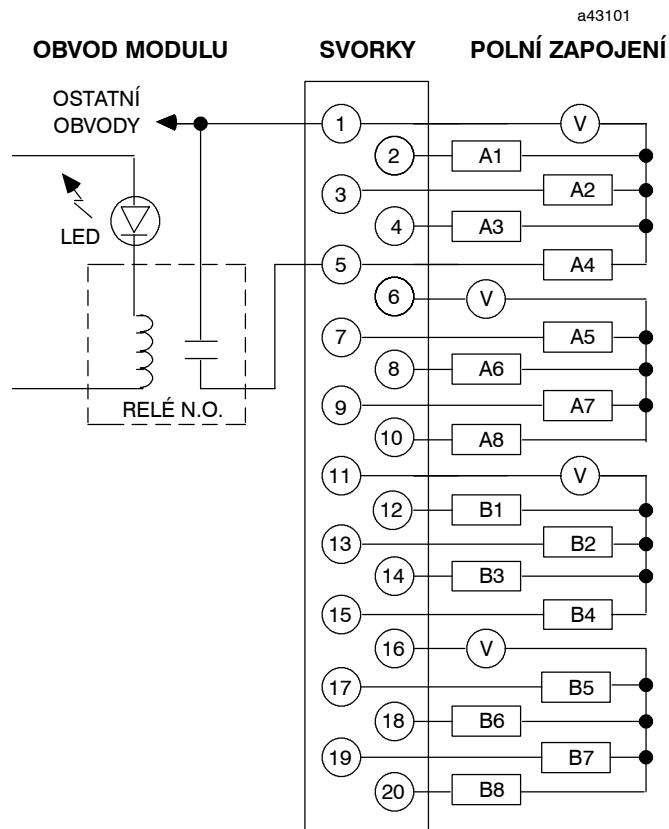 a43101
OBVOD MODULU SVORKY POLNÍ ZAPOJENÍ
OSTATNÍ
OBVODY
LED
RELÉ N.O.
1 V
2 A1
3 A2
4 A3
5 A4
6 V
7 A5
8 A6
9 A7
10 A8
11 V
12 B1
13 B2
14 B3
15 B4
16 V
17 B5
18 B6
19 B7
20 B8